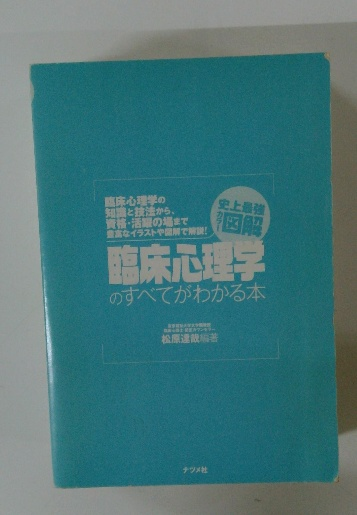 臨床心理学の
知識と技法から、
資格・活躍の場まで
豊富なイラストや図解で解説!
史上最強
カラー
図解
臨床心理学
のすべてがわかる本
松原達哉編著
ナツメ社